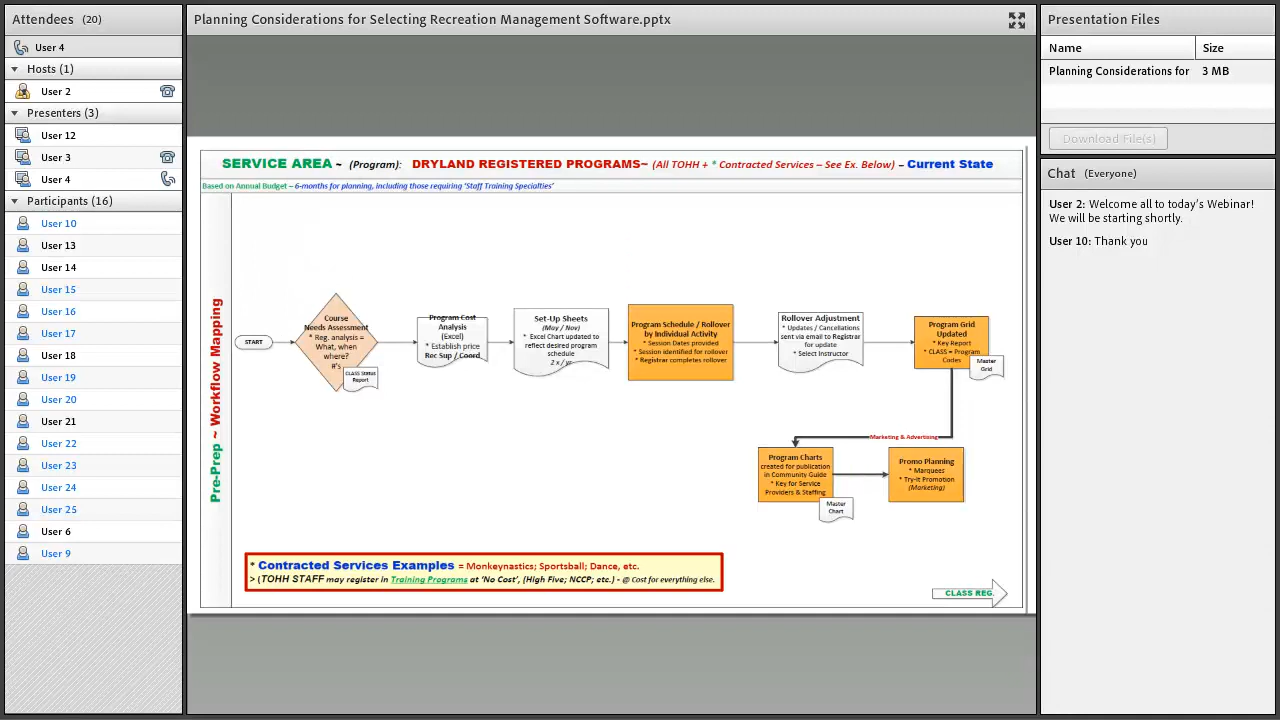 Attendees (20)
User 4
Hosts (1)
User 2
Presenters (3)
User 12
User 3
User 4
Participants (16)
User 10
User 13
User 14
User 15
User 16
User 17
User 18
User 19
User 20
User 21
User 22
User 23
User 24
User 25
User 6
User 9
Planning Considerations for Selecting Recreation Management Software.pptx
SERVICE AREA ~ (Program): DRYLAND REGISTERED PROGRAMS~ (All TOHH + * Contracted Services – See Ex. Below) – Current State
Based on Annual Budget – 6-months for planning, including those requiring 'Staff Training Specialties'
Pre-Prep ~ Workflow Mapping
START
Course
Needs Assessment
* Reg. analysis =
What, when
where?
#'s
CLASS Status
Report
Program Cost
Analysis
(Excel)
* Establish price
Rec Sup / Coord
Set-Up Sheets
(May / Nov)
* Excel Chart updated to
reflect desired program
schedule
2 x / yr
Program Schedule / Rollover
by Individual Activity
* Session Dates provided
* Session identified for rollover
* Registrar completes rollover
Rollover Adjustment
* Updates / Cancellations
sent via email to Registrar
for update
* Select Instructor
Program Grid
Updated
* Key Report
* CLASS = Program
Codes
Master
Grid
Marketing & Advertising
Program Charts
created for publication
in Community Guide
* Key for Service
Providers & Staffing
Master
Chart
Promo Planning
* Marquees
* Try-It Promotion
(Marketing)
* Contracted Services Examples = Monkeynastics; Sportsball; Dance, etc.
> (TOHH STAFF may register in Training Programs at 'No Cost', (High Five; NCCP; etc.) - @ Cost for everything else.
CLASS REG.
Presentation Files
Name Size
Planning Considerations for 3 MB
Download File(s)
Chat (Everyone)
User 2: Welcome all to today's Webinar!
We will be starting shortly.
User 10: Thank you